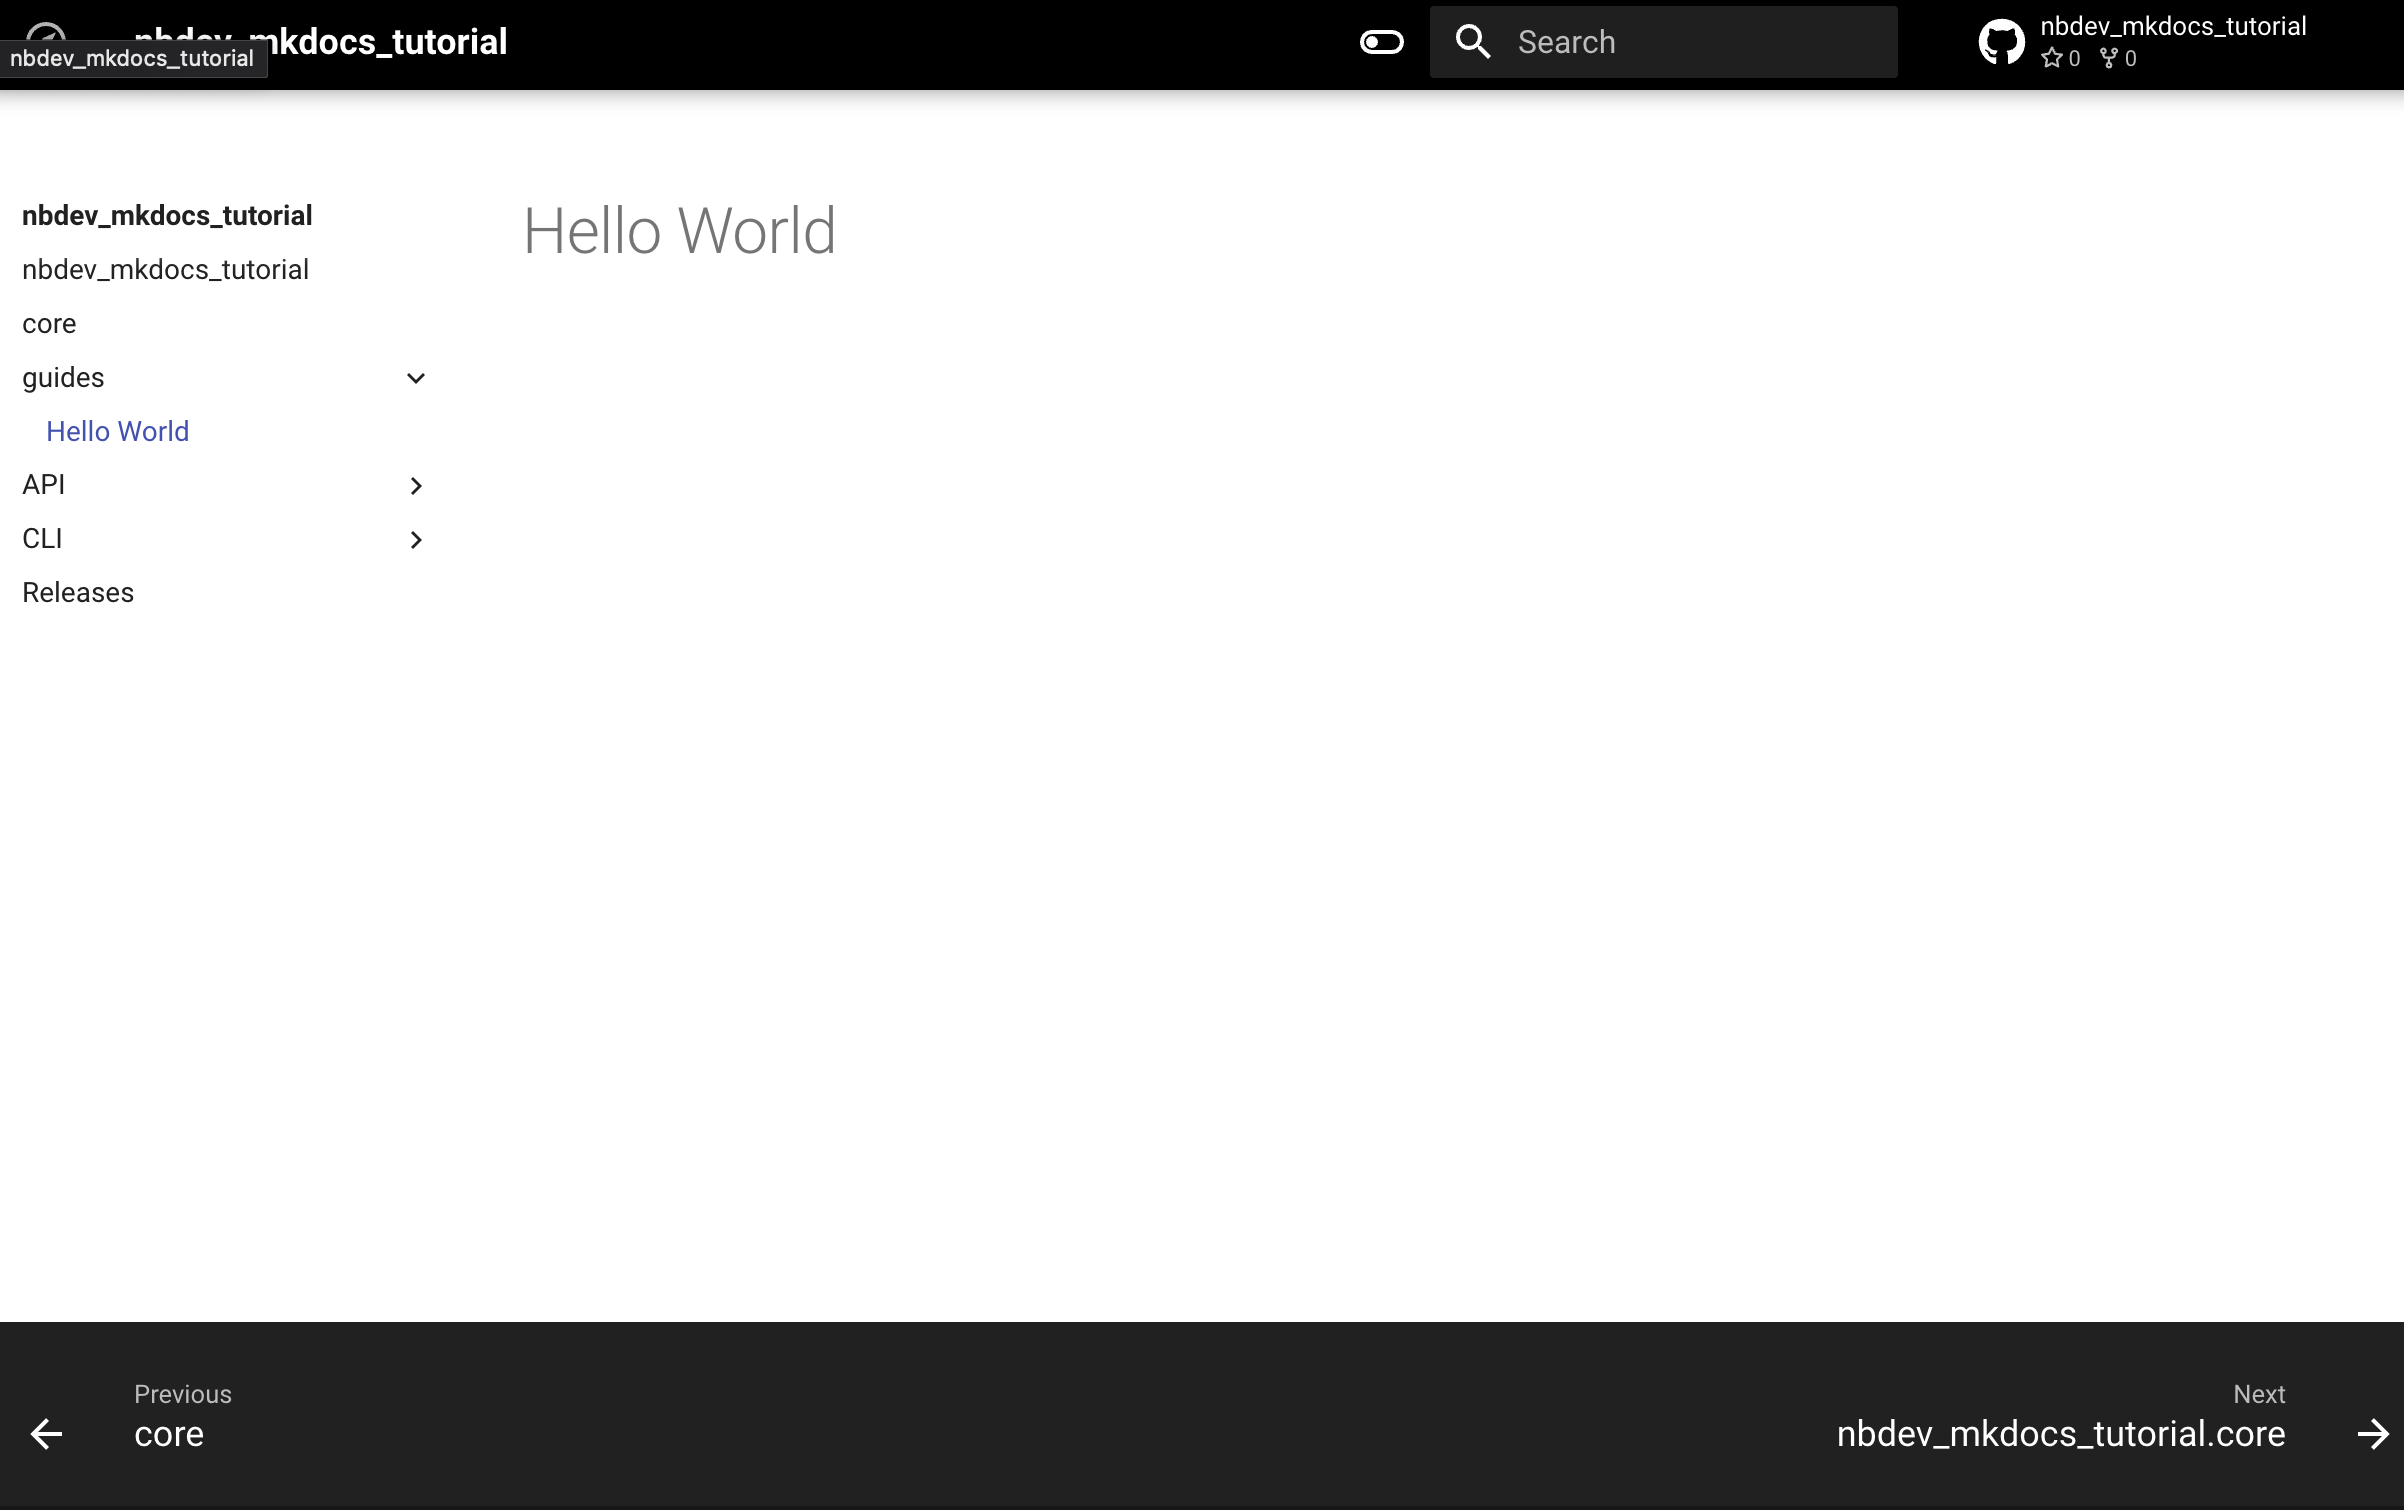 nbdev_mkdocs_tutorial
nbdev_mkdocs_tutorial
Search
nbdev_mkdocs_tutorial
0 0
nbdev_mkdocs_tutorial
nbdev_mkdocs_tutorial
core
guides
Hello World
API
CLI
Releases
Hello World
Previous
core
Next
nbdev_mkdocs_tutorial.core